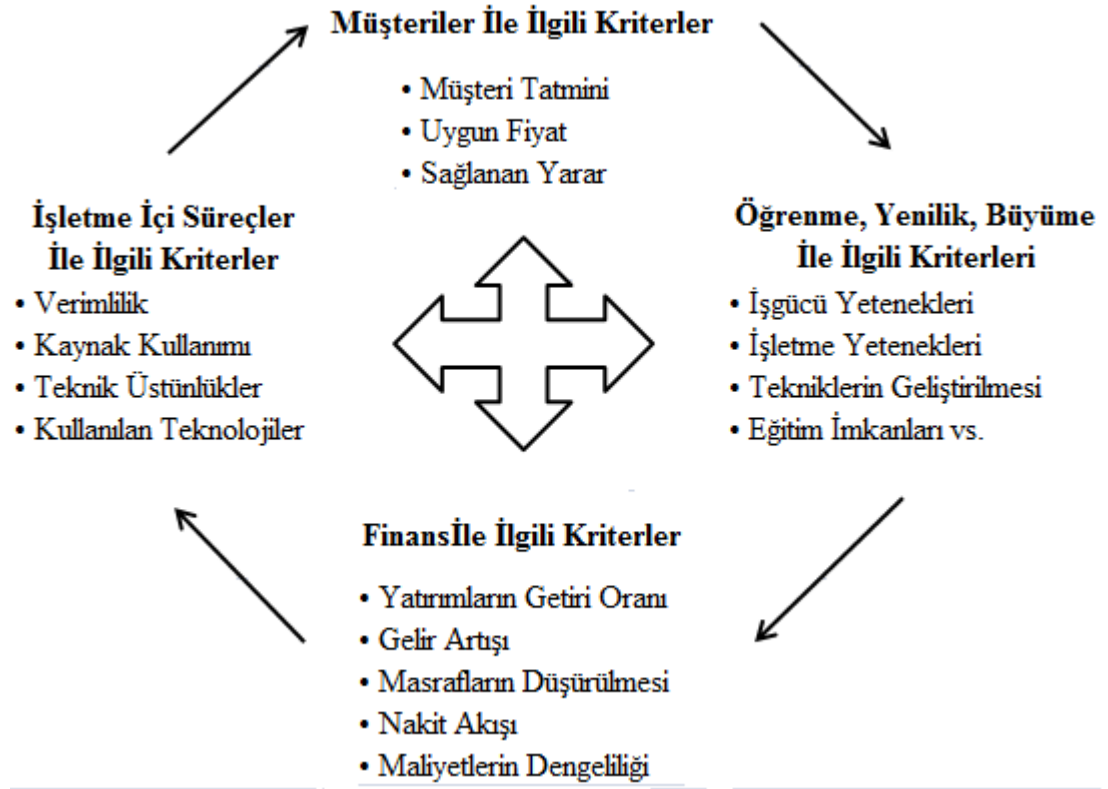 Müşteriler İle İlgili Kriterler
• Müşteri Tatmini
• Uygun Fiyat
• Sağlanan Yarar
İşletme İçi Süreçler
İle İlgili Kriterler
• Verimlilik
• Kaynak Kullanımı
• Teknik Üstünlükler
• Kullanılan Teknolojiler
Öğrenme, Yenilik, Büyüme
İle İlgili Kriterleri
• İşgücü Yetenekleri
• İşletme Yetenekleri
• Tekniklerin Geliştirilmesi
• Eğitim İmkanları vs.
Finansİle İlgili Kriterler
• Yatırımların Getiri Oranı
• Gelir Artışı
• Masrafların Düşürülmesi
• Nakit Akışı
• Maliyetlerin Dengeliliği